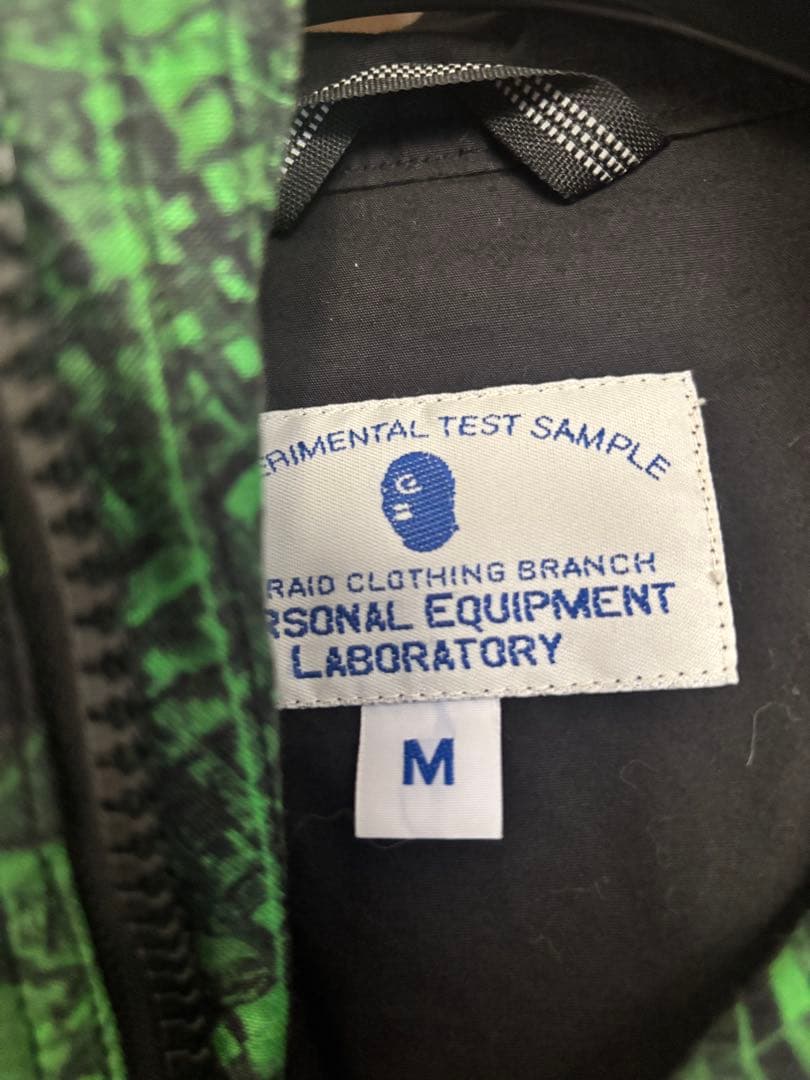 ERIMENTAL TEST SAMPLE
RAID CLOTHING BRANCH
RSONAL EQUIPMENT
LABORATORY
M